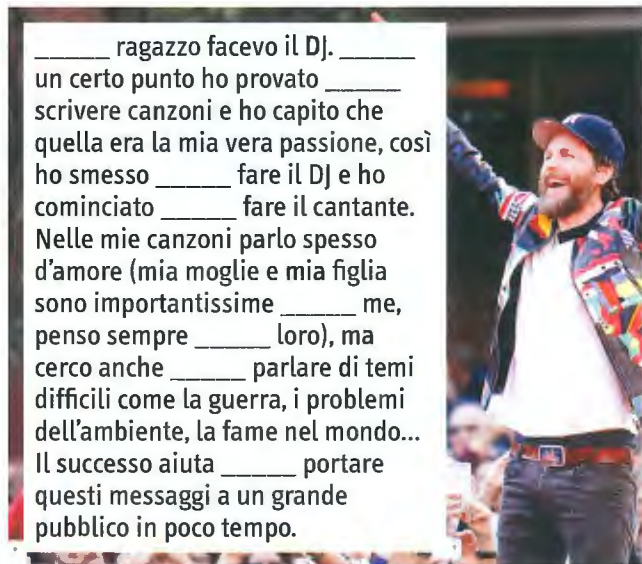 _____ ragazzo facevo il DJ. _____
un certo punto ho provato _____
scrivere canzoni e ho capito che
quella era la mia vera passione, così
ho smesso _____ fare il DJ e ho
cominciato _____ fare il cantante.
Nelle mie canzoni parlo spesso
d'amore (mia moglie e mia figlia
sono importantissime _____ me,
penso sempre _____ loro), ma
cerco anche _____ parlare di temi
difficili come la guerra, i problemi
dell'ambiente, la fame nel mondo...
Il successo aiuta _____ portare
questi messaggi a un grande
pubblico in poco tempo.